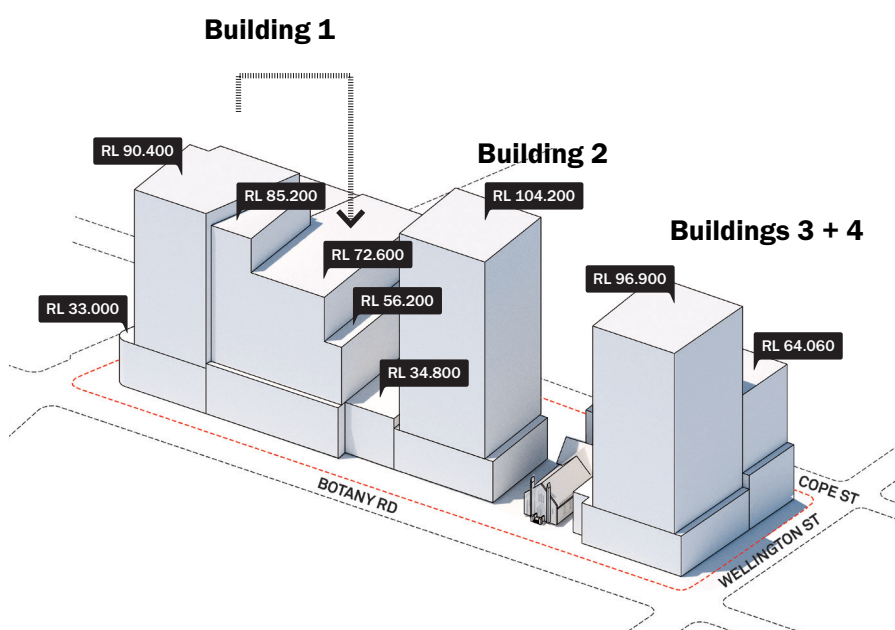 Building 1
RL 90.400
Building 2
RL 85.200
RL 104.200
Buildings 3 + 4
RL 72.600
RL 96.900
RL 56.200
RL 33.000
RL 64.060
RL 34.800
BOTANY RD
COPE ST
WELLINGTON ST